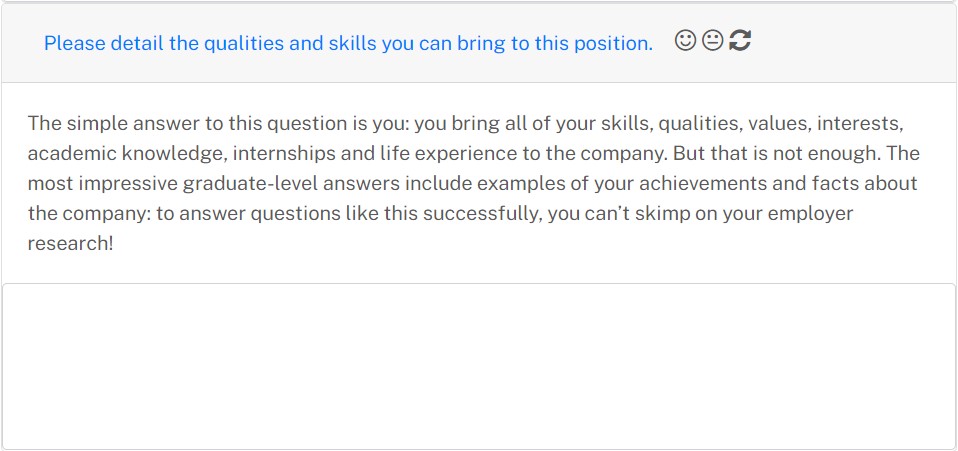 Please detail the qualities and skills you can bring to this position.
The simple answer to this question is you: you bring all of your skills, qualities, values, interests,
academic knowledge, internships and life experience to the company. But that is not enough. The
most impressive graduate-level answers include examples of your achievements and facts about
the company: to answer questions like this successfully, you can’t skimp on your employer
research!